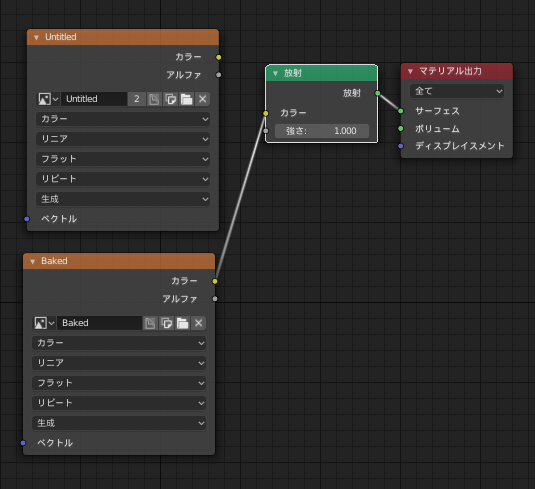 Untitled
カラー
アルファ
Untitled
2
カラー
リニア
フラット
リピート
生成
ベクトル
Baked
カラー
アルファ
Baked
カラー
リニア
フラット
リピート
生成
ベクトル
放射
放射
カラー
強さ: 1.000
マテリアル出力
全て
サーフェス
ボリューム
ディスプレイスメント